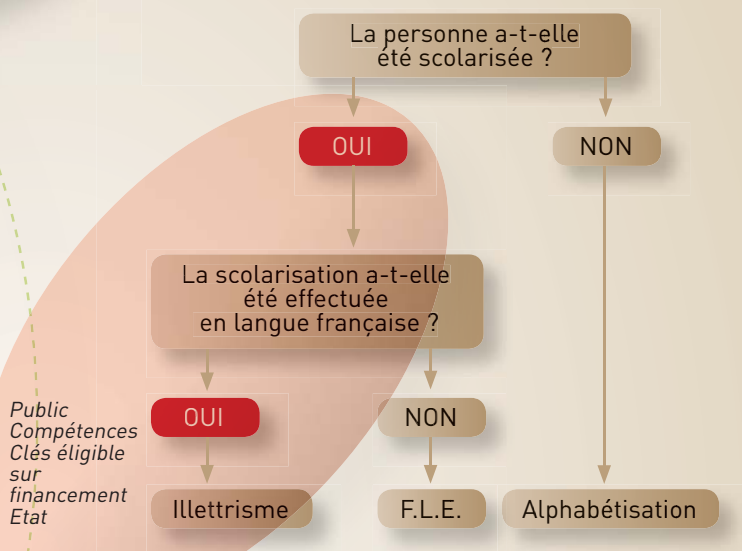 La personne a-t-elle
été scolarisée ?
OUI
NON
La scolarisation a-t-elle
été effectuée
en langue française ?
Public
Compétences
Clés éligible
sur
financement
Etat
OUI
NON
Illettrisme
F.L.E.
Alphabétisation